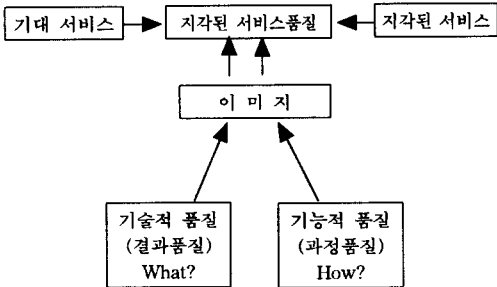 기대 서비스
지각된 서비스품질
지각된 서비스
이 미 지
기술적 품질
(결과품질)
What?
기능적 품질
(과정품질)
How?